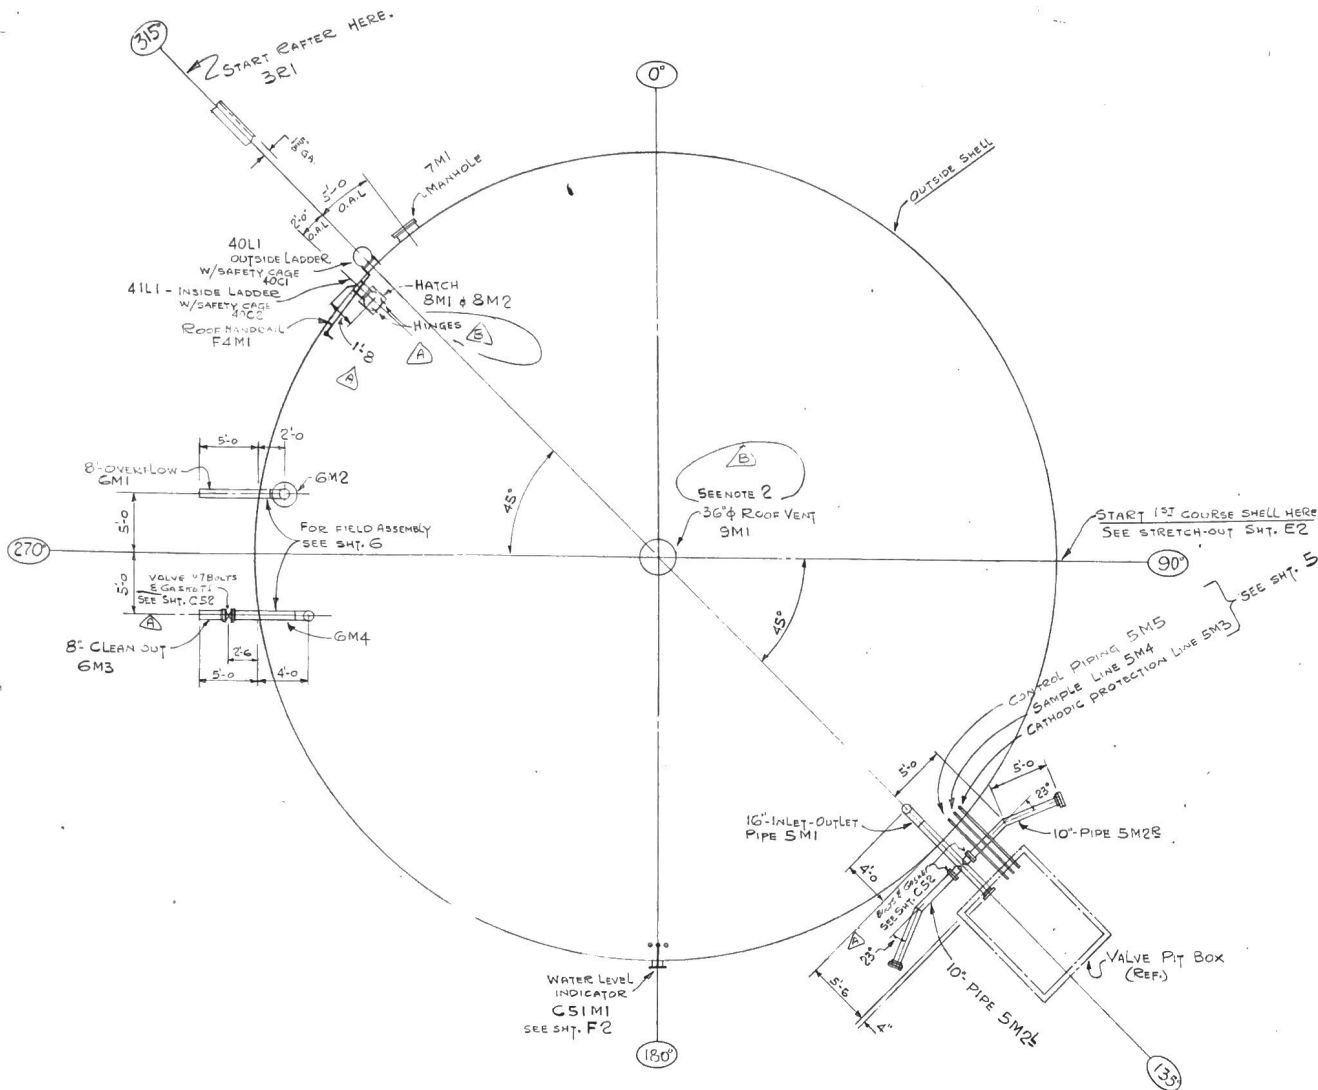 315°
START RAFTER HERE.
3R1
0°
7M1
MANHOLE
OUTSIDE SHELL
GA.
5'-0
O.A.L
2'-0"
O.A.L
40L1
OUTSIDE LADDER
W/SAFETY CAGE
40C1
41L1 - INSIDE LADDER
W/SAFETY CAGE
40C2
ROOF HANDRAIL
F4M1
HATCH
8M1 & 8M2
HINGES
B
A
1'-8
A
5'-0
2'-0
8"-OVERFLOW
6M1
6M2
5'-0
45°
B
SEE NOTE 2
36"φ ROOF VENT
9M1
START 1ST COURSE SHELL HERE
SEE STRETCH-OUT SHT. E2
FOR FIELD ASSEMBLY
SEE SHT. 6
270°
90°
5'-0
VALVE W/BOLTS
& GASKETS
SEE SHT. C52
A
8"-CLEAN OUT
6M3
6M4
2'-6
5'-0
4'-0
45°
SEE SHT. 5
CONTROL PIPING 5M5
SAMPLE LINE 5M4
CATHODIC PROTECTION LINE 5M3
5'-0
5'-0
23°
16"-INLET-OUTLET
PIPE 5M1
10"-PIPE 5M2R
4'-0
BOLTS & GASKET
SEE SHT. C52
A
23°
10"-PIPE 5M2L
5'-6
4"
VALVE PIT BOX
(REF.)
WATER LEVEL
INDICATOR
C51M1
SEE SHT. F2
180°
135°